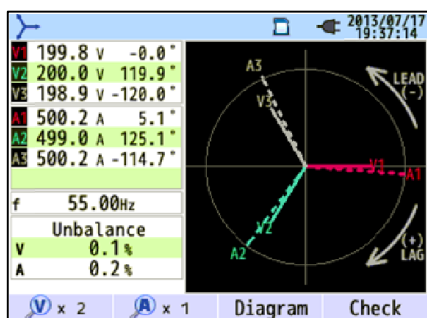 2013/07/17
19:37:14
V1 199.8 V -0.0°
V2 200.0 V 119.9°
V3 198.9 V -120.0°
A1 500.2 A 5.1°
A2 499.0 A 125.1°
A3 500.2 A -114.7°
f 55.00Hz
Unbalance
V 0.1%
A 0.2%
A3
V3
LEAD
(-)
V1
A1
V2
A2
(+)
LAG
V x 2 A x 1 Diagram Check